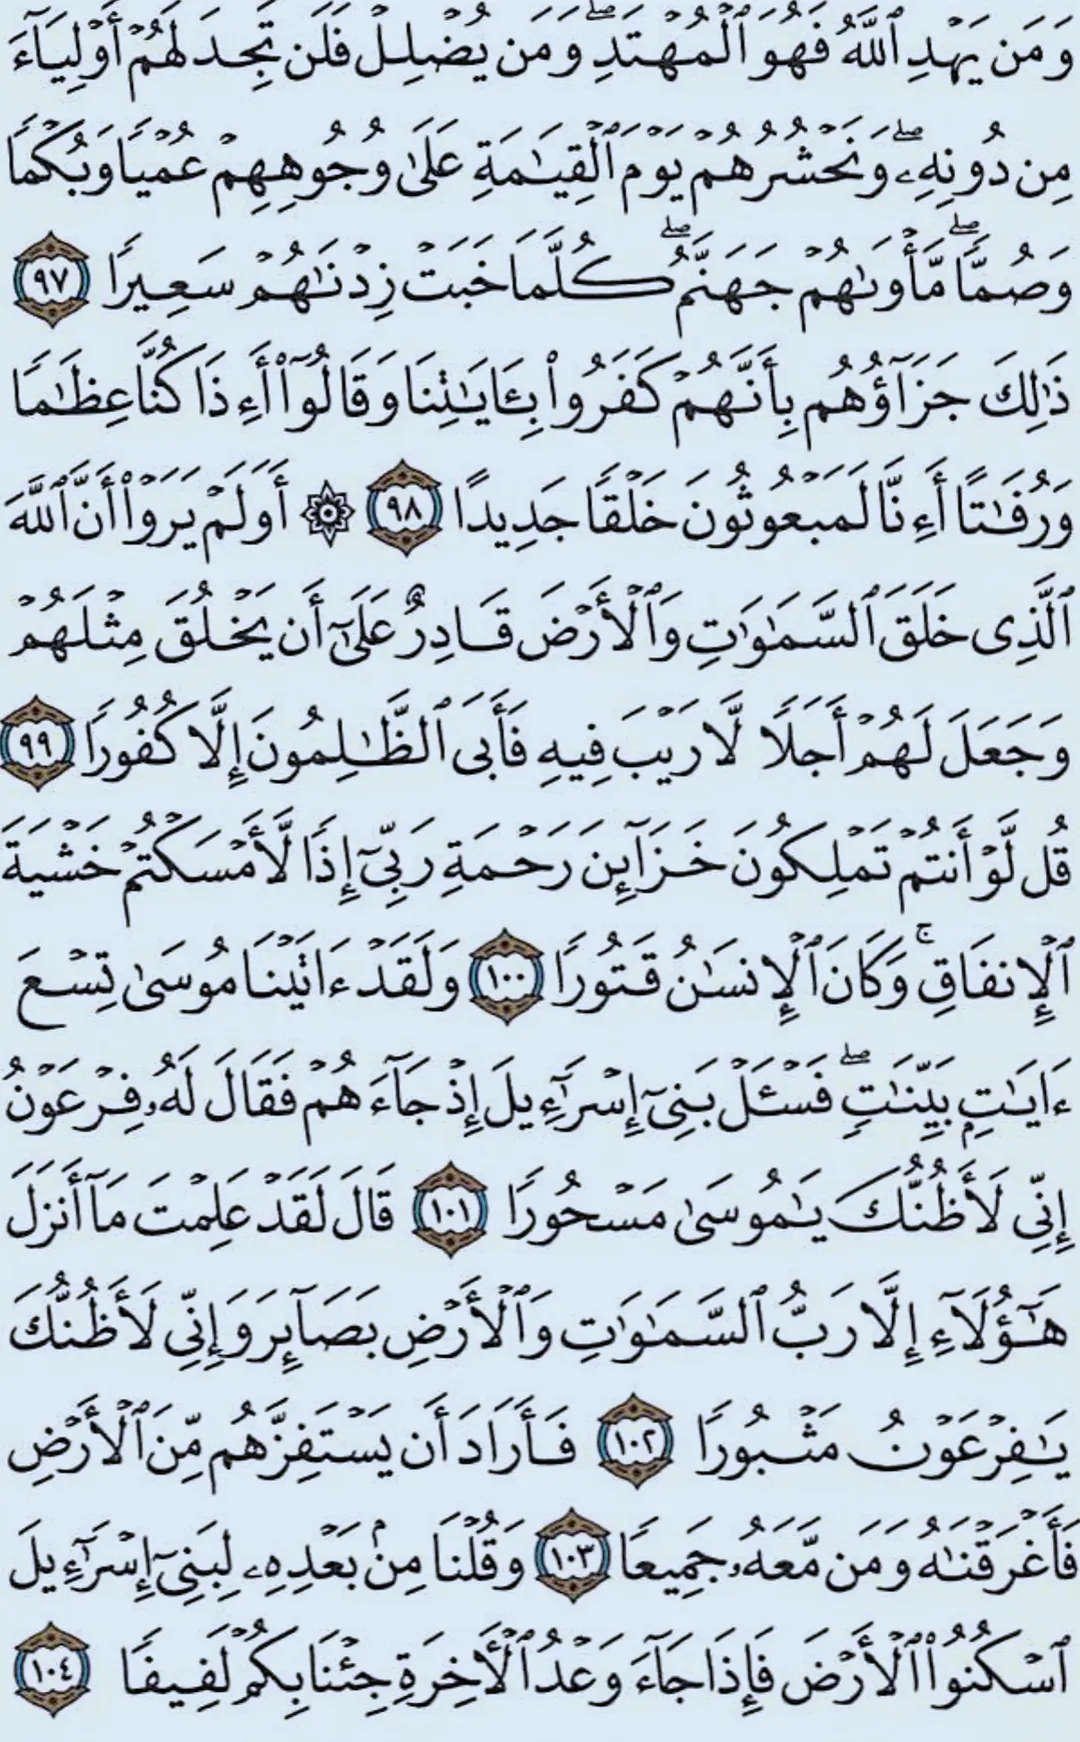 وَمَن يَهْدِ ٱللَّهُ فَهُوَ ٱلْمُهْتَدِ ۖ وَمَن يُضْلِلْ فَلَن تَجِدَ لَهُمْ أَوْلِيَآءَ
مِن دُونِهِۦ ۖ وَنَحْشُرُهُمْ يَوْمَ ٱلْقِيَٰمَةِ عَلَىٰ وُجُوهِهِمْ عُمْيًا وَبُكْمًا
وَصُمًّا ۖ مَّأْوَىٰهُمْ جَهَنَّمُ ۖ كُلَّمَا خَبَتْ زِدْنَٰهُمْ سَعِيرًا ٩٧
ذَٰلِكَ جَزَآؤُهُم بِأَنَّهُمْ كَفَرُوا۟ بِـَٔايَٰتِنَا وَقَالُوٓا۟ أَءِذَا كُنَّا عِظَٰمًا
وَرُفَٰتًا أَءِنَّا لَمَبْعُوثُونَ خَلْقًا جَدِيدًا ٩٨ ۞ أَوَلَمْ يَرَوْا۟ أَنَّ ٱللَّهَ
ٱلَّذِى خَلَقَ ٱلسَّمَٰوَٰتِ وَٱلْأَرْضَ قَادِرٌ عَلَىٰٓ أَن يَخْلُقَ مِثْلَهُمْ
وَجَعَلَ لَهُمْ أَجَلًا لَّا رَيْبَ فِيهِ فَأَبَى ٱلظَّٰلِمُونَ إِلَّا كُفُورًا ٩٩
قُل لَّوْ أَنتُمْ تَمْلِكُونَ خَزَآئِنَ رَحْمَةِ رَبِّىٓ إِذًا لَّأَمْسَكْتُمْ خَشْيَةَ
ٱلْإِنفَاقِ ۚ وَكَانَ ٱلْإِنسَٰنُ قَتُورًا ١٠٠ وَلَقَدْ ءَاتَيْنَا مُوسَىٰ تِسْعَ
ءَايَٰتٍۭ بَيِّنَٰتٍ ۖ فَسْـَٔلْ بَنِىٓ إِسْرَٰٓءِيلَ إِذْ جَآءَهُمْ فَقَالَ لَهُۥ فِرْعَوْنُ
إِنِّى لَأَظُنُّكَ يَٰمُوسَىٰ مَسْحُورًا ١٠١ قَالَ لَقَدْ عَلِمْتَ مَآ أَنزَلَ
هَٰٓؤُلَآءِ إِلَّا رَبُّ ٱلسَّمَٰوَٰتِ وَٱلْأَرْضِ بَصَآئِرَ وَإِنِّى لَأَظُنُّكَ
يَٰفِرْعَوْنُ مَثْبُورًا ١٠٢ فَأَرَادَ أَن يَسْتَفِزَّهُم مِّنَ ٱلْأَرْضِ
فَأَغْرَقْنَٰهُ وَمَن مَّعَهُۥ جَمِيعًا ١٠٣ وَقُلْنَا مِنۢ بَعْدِهِۦ لِبَنِىٓ إِسْرَٰٓءِيلَ
ٱسْكُنُوا۟ ٱلْأَرْضَ فَإِذَا جَآءَ وَعْدُ ٱلْـَٔاخِرَةِ جِئْنَا بِكُمْ لَفِيفًا ١٠٤